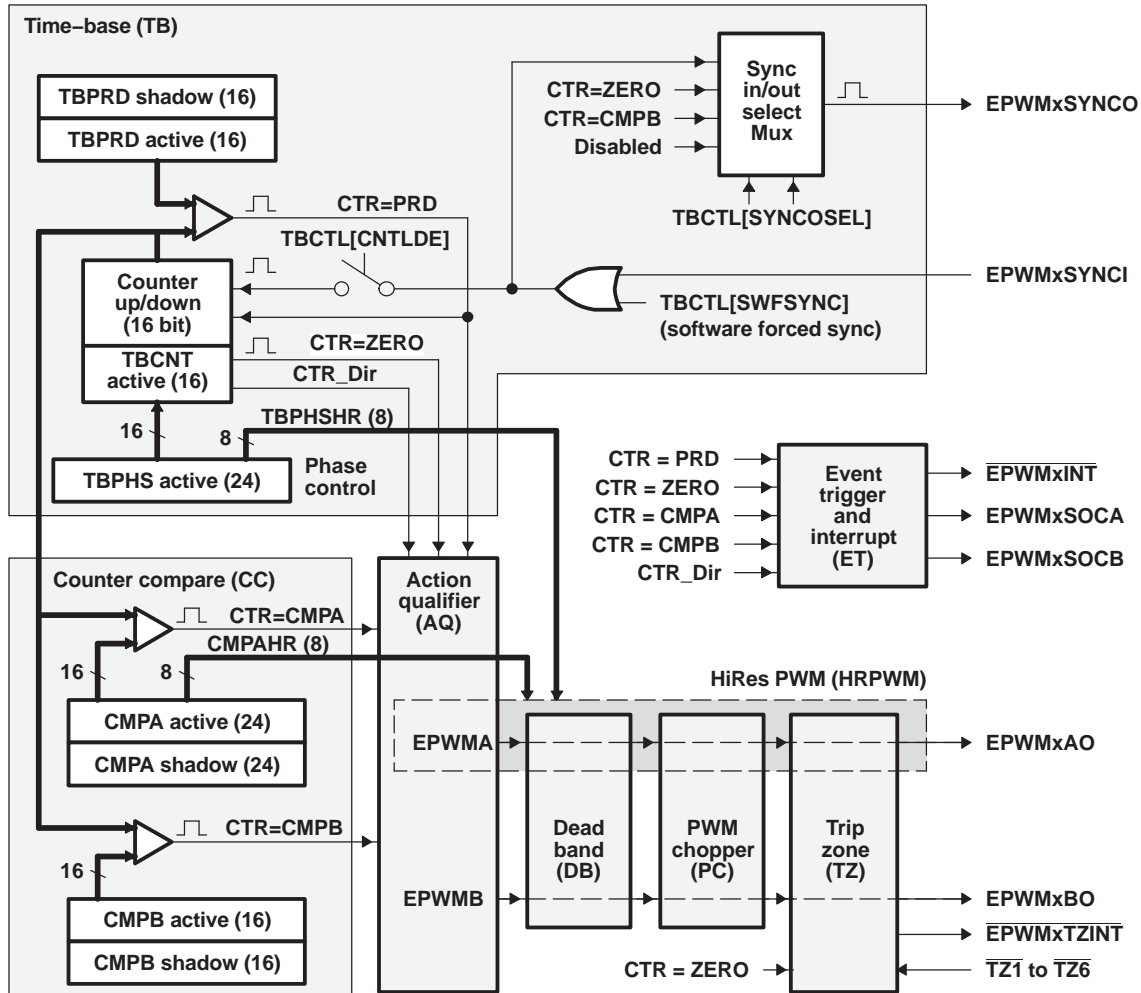 Time−base (TB)
TBPRD shadow (16)
TBPRD active (16)
CTR=ZERO
CTR=CMPB
Disabled
Sync
in/out
select
Mux
EPWMxSYNCO
TBCTL[SYNCOSEL]
CTR=PRD
TBCTL[CNTLDE]
Counter
up/down
(16 bit)
TBCNT
active (16)
EPWMxSYNCI
TBCTL[SWFSYNC]
(software forced sync)
CTR=ZERO
CTR_Dir
16
8
TBPHSHR (8)
TBPHS active (24)
Phase
control
CTR = PRD
CTR = ZERO
CTR = CMPA
CTR = CMPB
CTR_Dir
Event
trigger
and
interrupt
(ET)
EPWMxINT
EPWMxSOCA
EPWMxSOCB
Counter compare (CC)
CTR=CMPA
Action
qualifier
(AQ)
CMPAHR (8)
16
8
CMPA active (24)
CMPA shadow (24)
HiRes PWM (HRPWM)
EPWMA
EPWMxAO
CTR=CMPB
16
CMPB active (16)
CMPB shadow (16)
Dead
band
(DB)
PWM
chopper
(PC)
Trip
zone
(TZ)
EPWMB
EPWMxBO
EPWMxTZINT
CTR = ZERO
TZ1 to TZ6